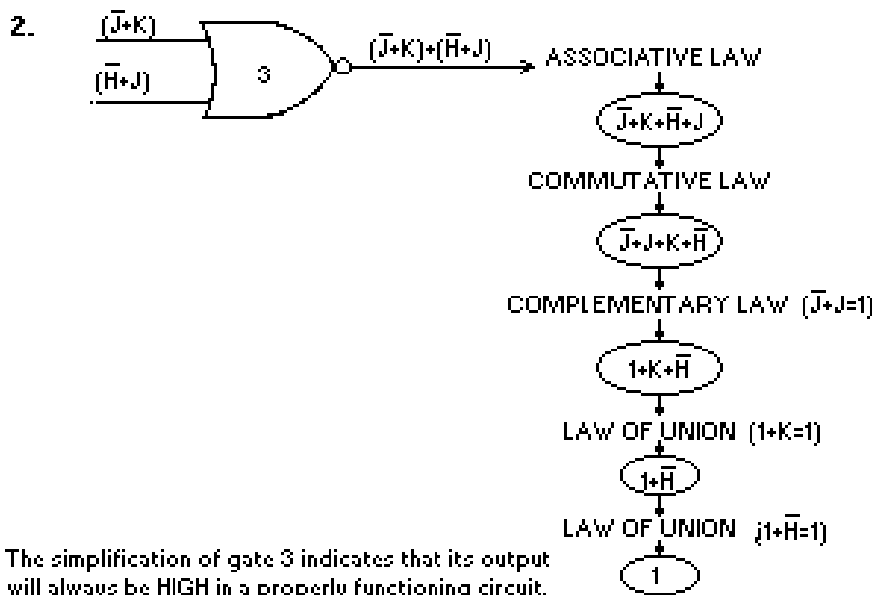 2.
(J̅+K)
(H̅+J)
3
(J̅+K)+(H̅+J)
ASSOCIATIVE LAW
J̅+K+H̅+J
COMMUTATIVE LAW
J̅+J+K+H̅
COMPLEMENTARY LAW (J̅+J=1)
1+K+H̅
LAW OF UNION (1+K=1)
1+H̅
LAW OF UNION (1+H̅=1)
1
The simplification of gate 3 indicates that its output
will always be HIGH in a properly functioning circuit.